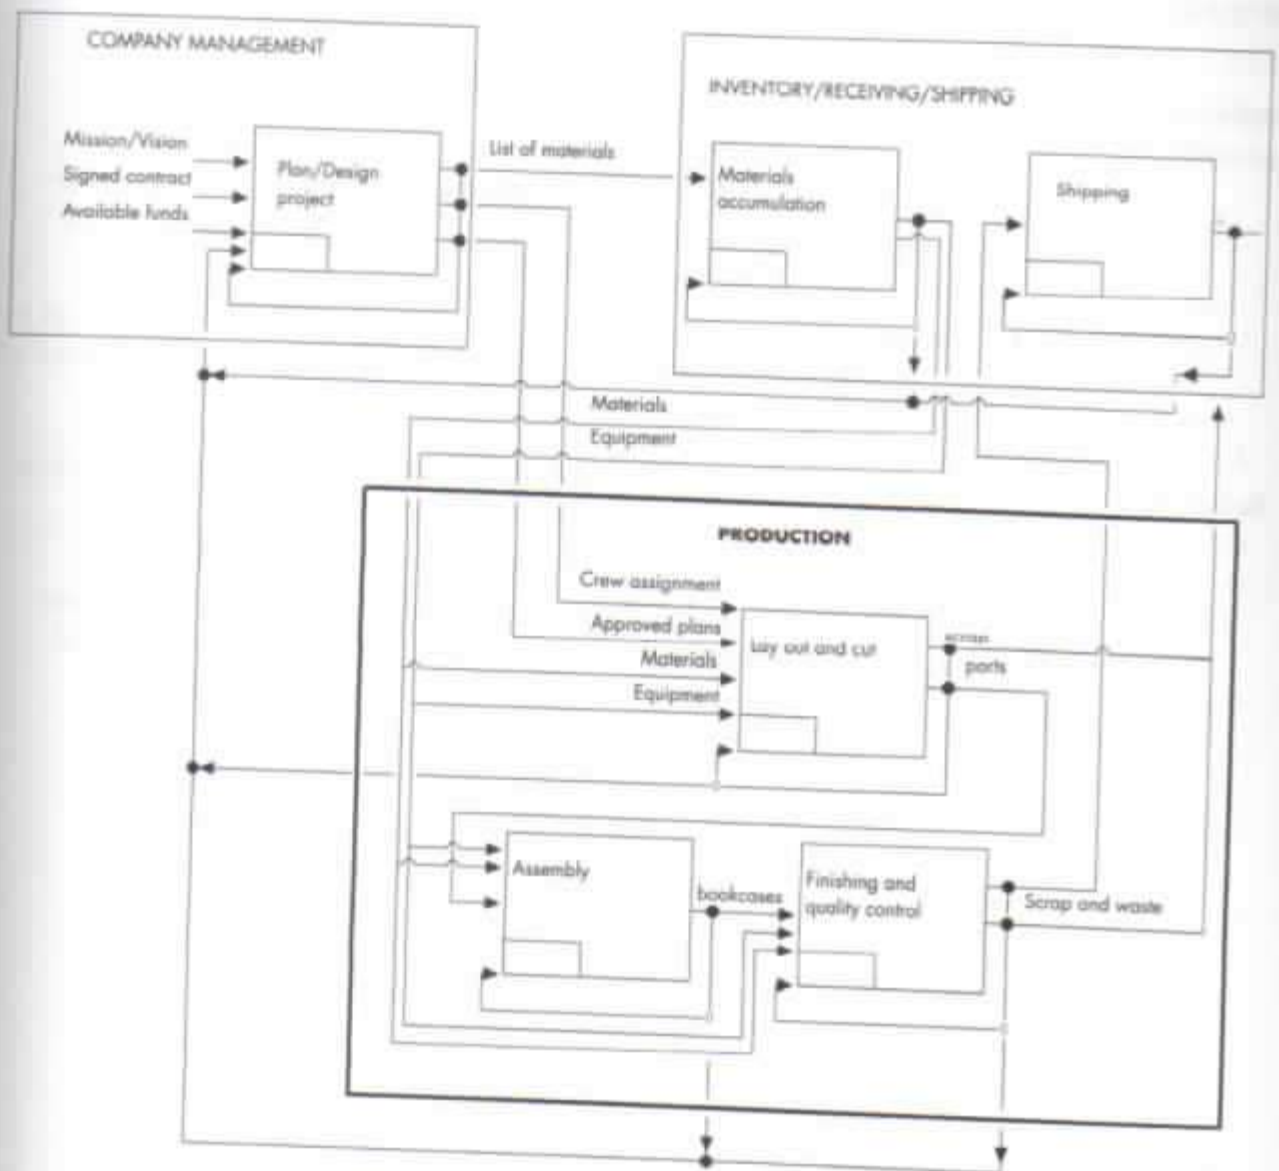 COMPANY MANAGEMENT
Mission/Vision
Signed contract
Available funds
Plan/Design
project
List of materials
INVENTORY/RECEIVING/SHIPPING
Materials
accumulation
Shipping
Materials
Equipment
PRODUCTION
Crew assignment
Approved plans
Materials
Equipment
Lay out and cut
parts
Assembly
bookcases
Finishing and
quality control
Scrap and waste